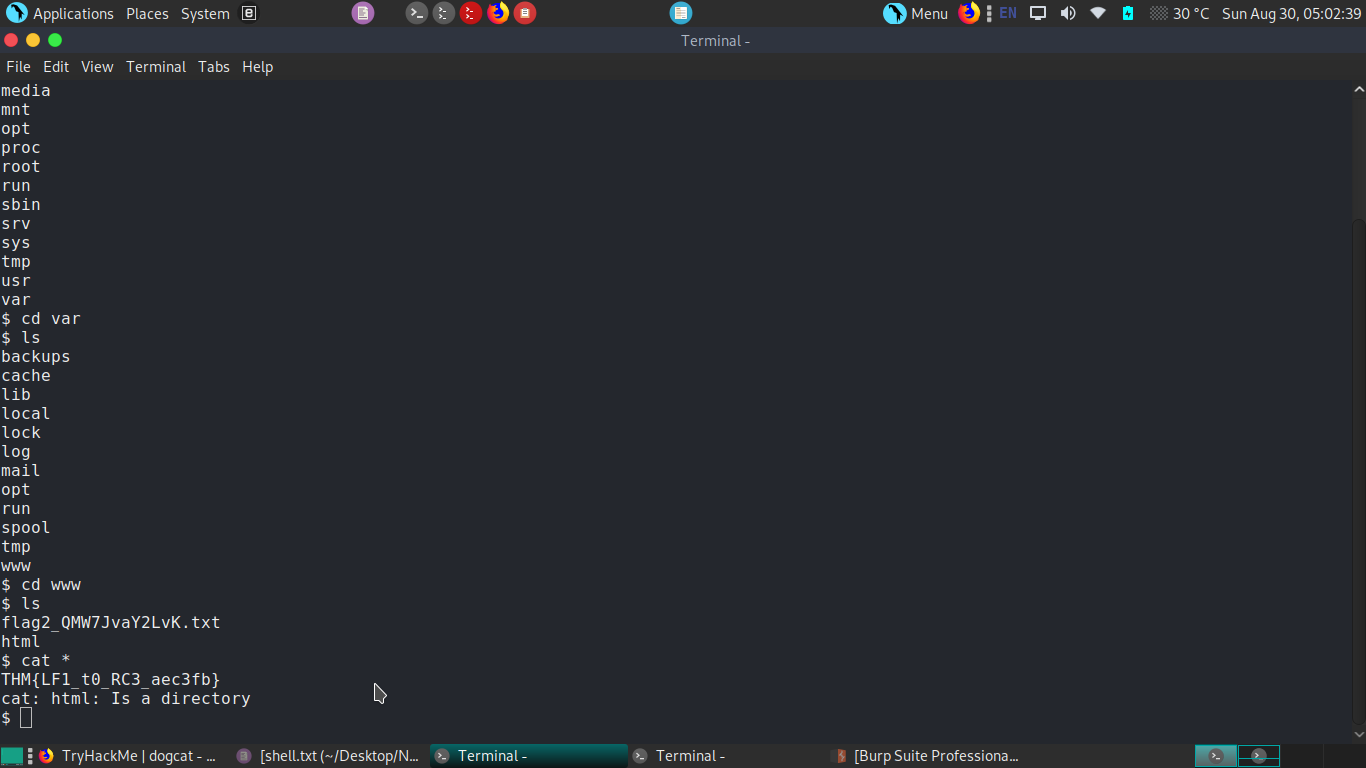 Applications Places System Menu EN 30 °C Sun Aug 30, 05:02:39
Terminal -
File Edit View Terminal Tabs Help
media
mnt
opt
proc
root
run
sbin
srv
sys
tmp
usr
var
$ cd var
$ ls
backups
cache
lib
local
lock
log
mail
opt
run
spool
tmp
www
$ cd www
$ ls
flag2_QMW7JvaY2LvK.txt
html
$ cat *
THM{LF1_t0_RC3_aec3fb}
cat: html: Is a directory
$
TryHackMe | dogcat - ... [shell.txt (~/Desktop/N... Terminal - Terminal - [Burp Suite Professiona...